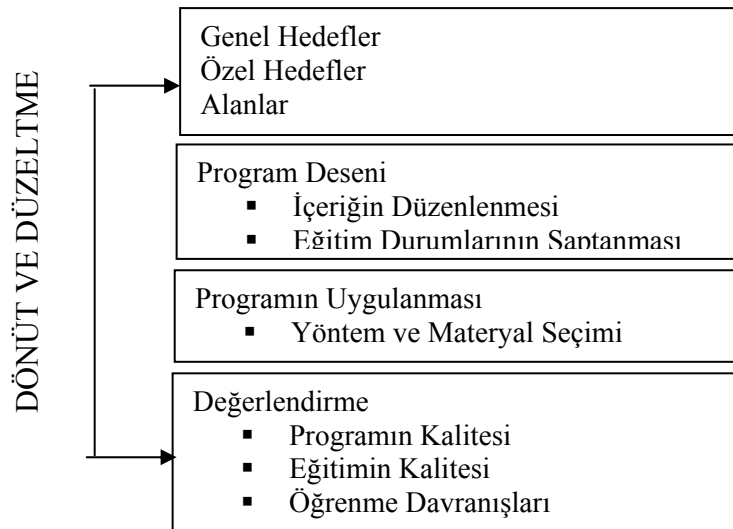 DÖNÜT VE DÜZELTME
Genel Hedefler
Özel Hedefler
Alanlar
Program Deseni
▪ İçeriğin Düzenlenmesi
▪ Eğitim Durumlarının Saptanması
Programın Uygulanması
▪ Yöntem ve Materyal Seçimi
Değerlendirme
▪ Programın Kalitesi
▪ Eğitimin Kalitesi
▪ Öğrenme Davranışları